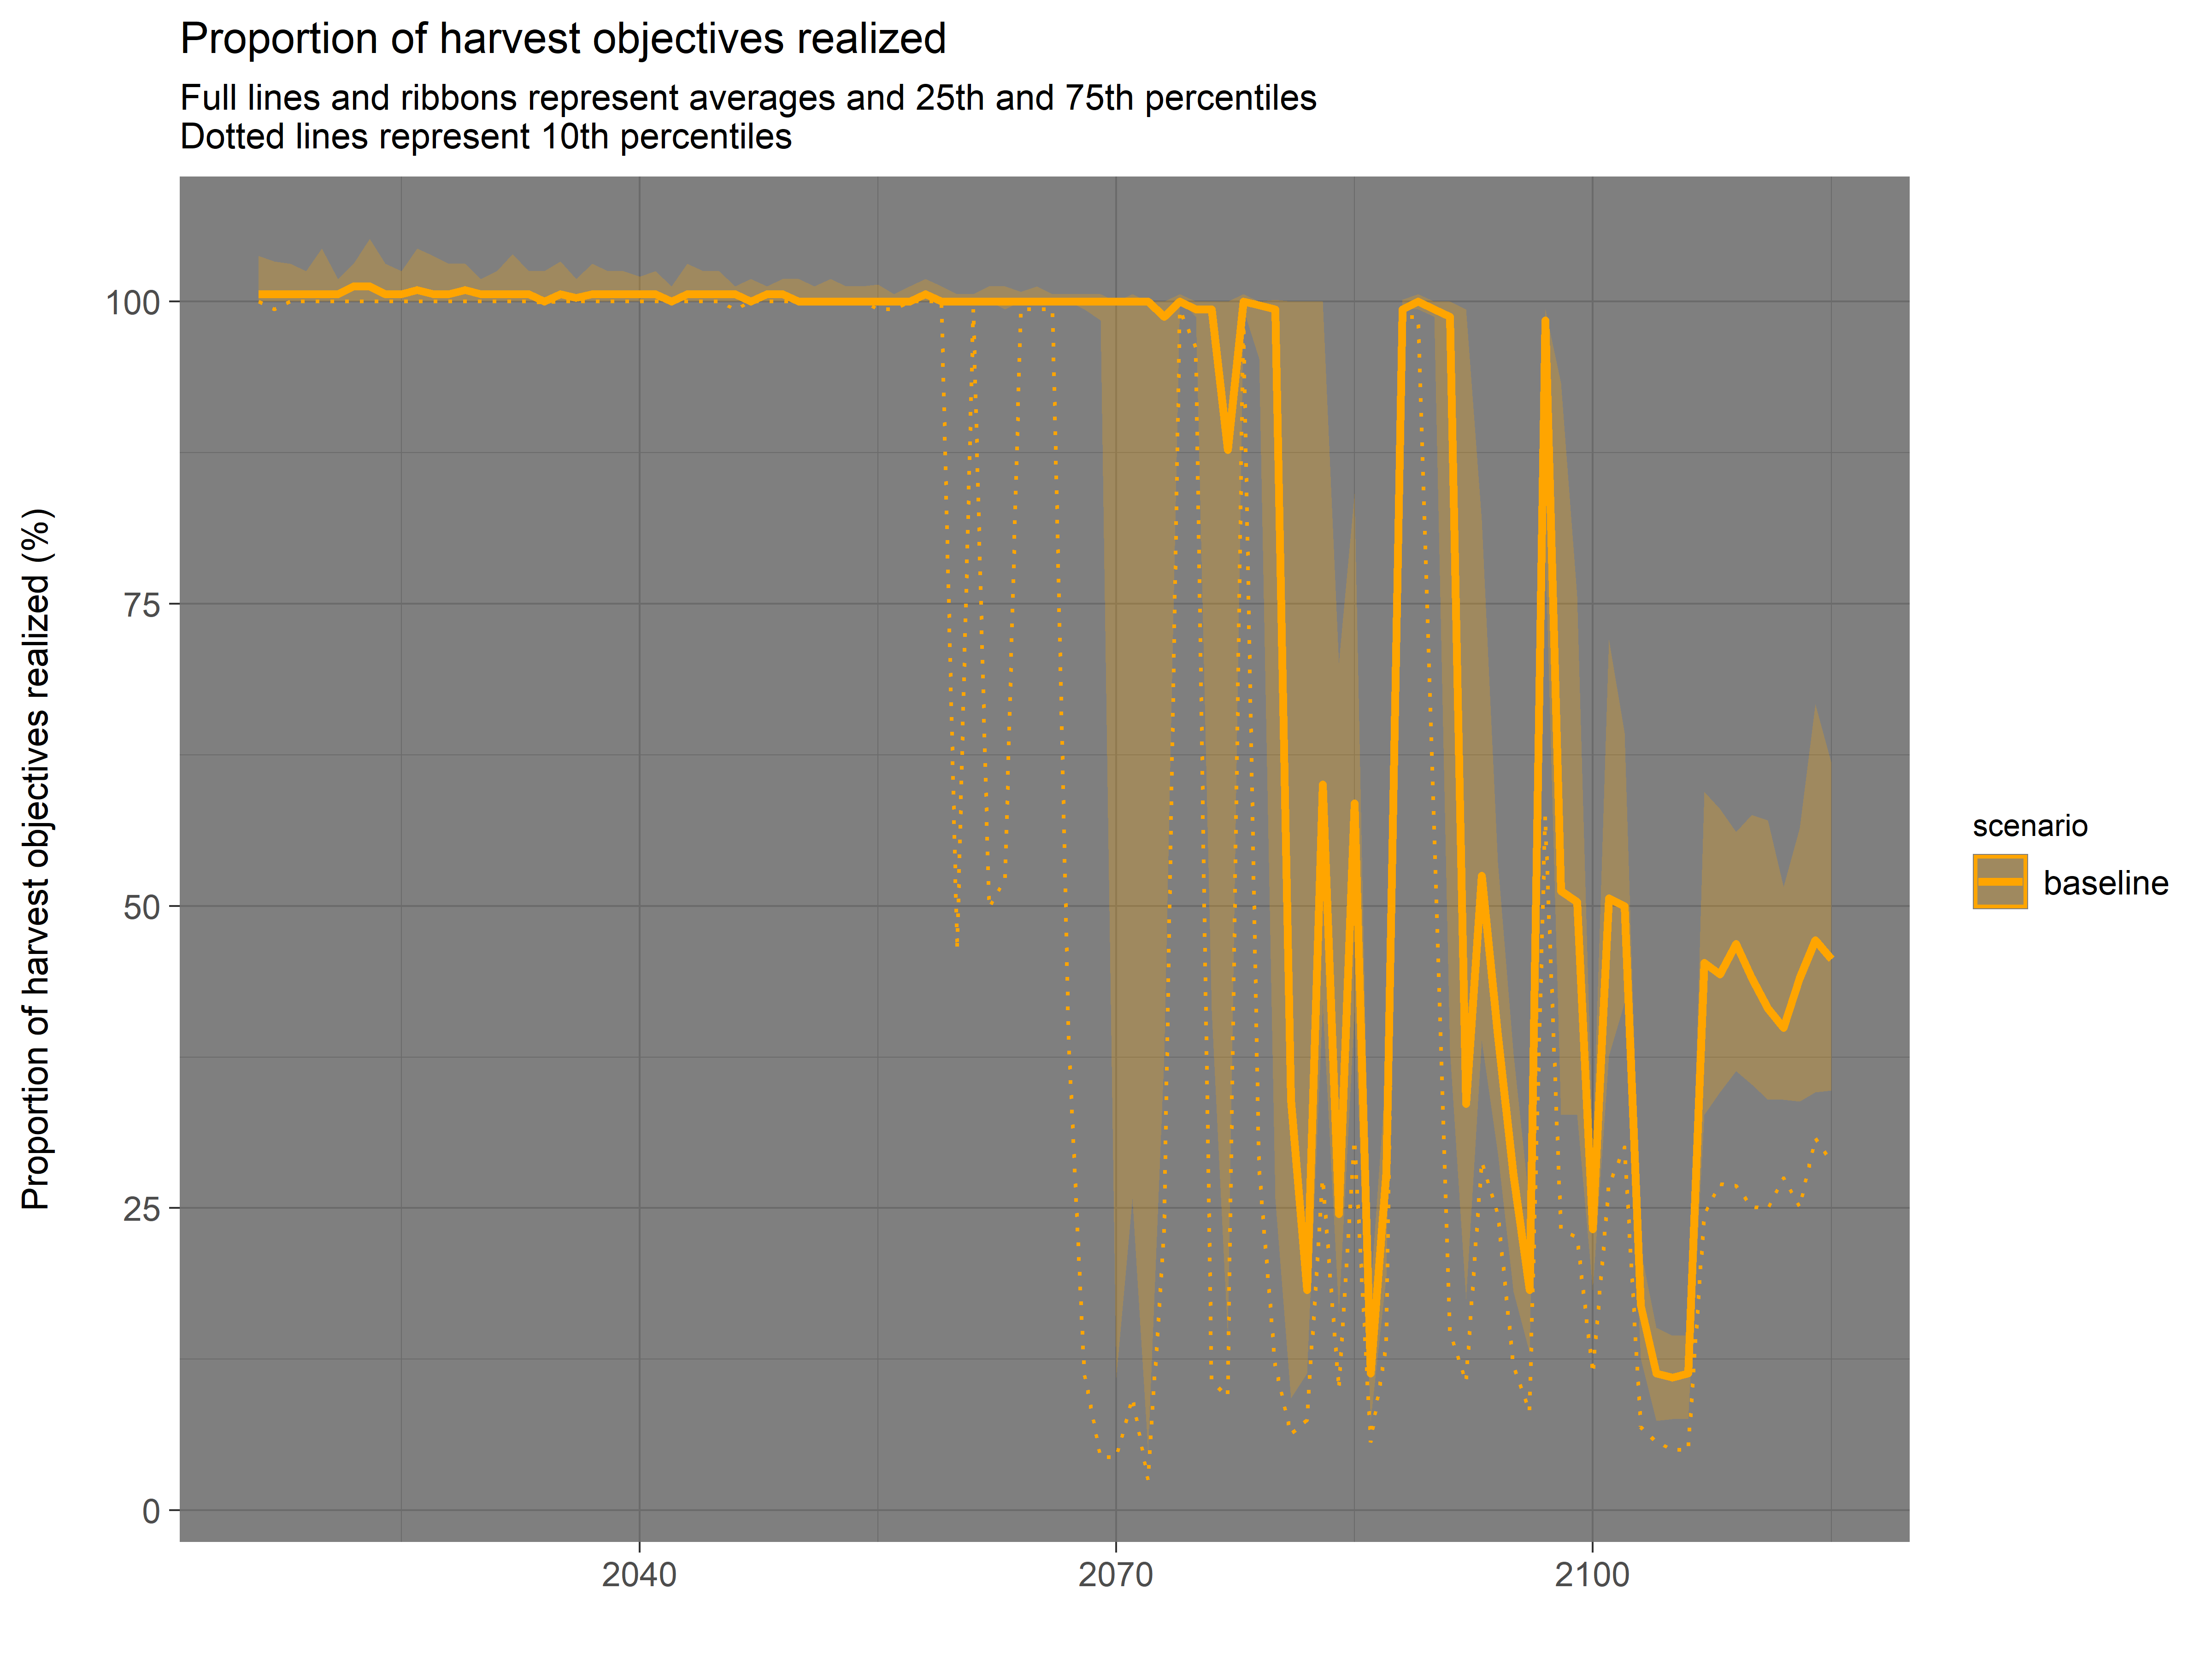 Proportion of harvest objectives realized
Full lines and ribbons represent averages and 25th and 75th percentiles
Dotted lines represent 10th percentiles
Proportion of harvest objectives realized (%)
100
75
50
25
0
2040
2070
2100
scenario
baseline